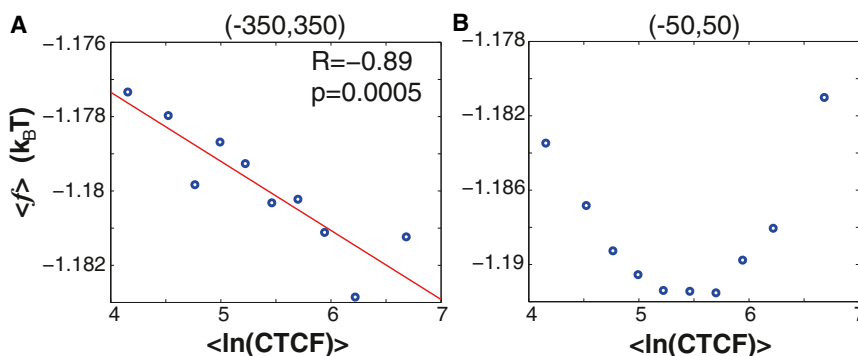 A
(-350,350)
R=−0.89
p=0.0005
−1.176
−1.178
−1.18
−1.182
<f> (kBT)
4
5
6
7
<ln(CTCF)>
B
(-50,50)
−1.178
−1.182
−1.186
−1.19
4
5
6
7
<ln(CTCF)>